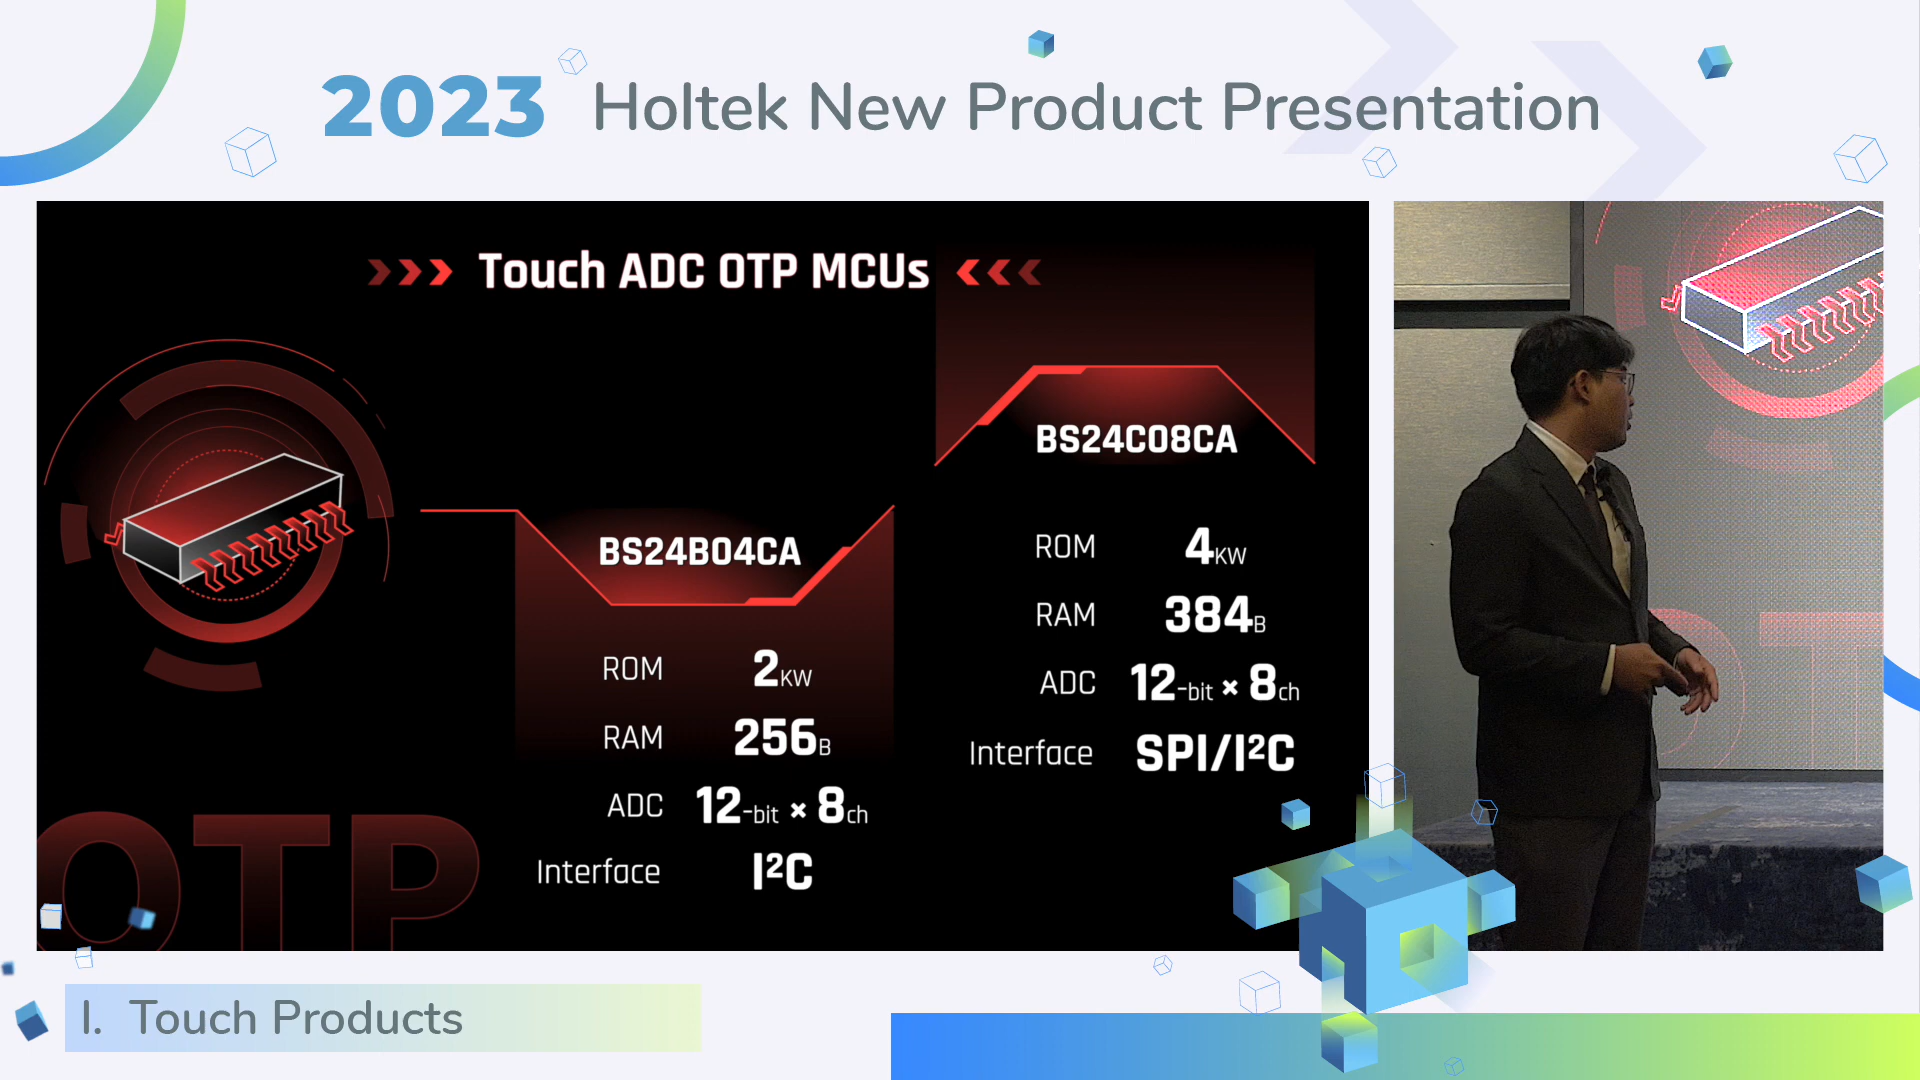 2023 Holtek New Product Presentation
Touch ADC OTP MCUs
BS24B04CA
ROM 2KW
RAM 256B
ADC 12-bit × 8ch
Interface I²C
BS24C08CA
ROM 4KW
RAM 384B
ADC 12-bit × 8ch
Interface SPI/I²C
OTP
OT
I. Touch Products